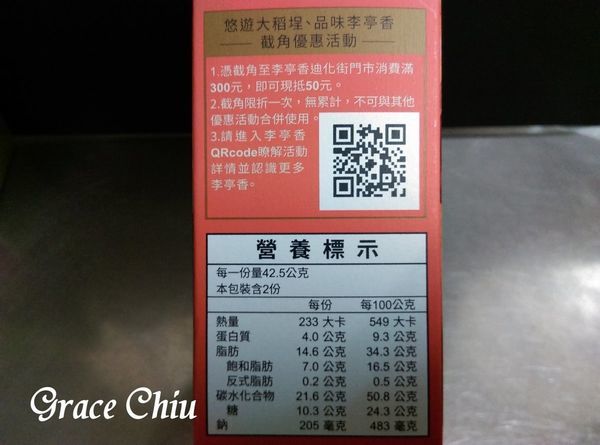 悠遊大稻埕、品味李亭香
截角優惠活動
1.憑截角至李亭香迪化街門市消費滿
300元，即可現抵50元。
2.截角限折一次，無累計，不可與其他
優惠活動合併使用。
3.請進入李亭香
QRcode瞭解活動
詳情並認識更多
李亭香。
營養標示
每一份量42.5公克
本包裝含2份
每份 每100公克
熱量 233 大卡 549 大卡
蛋白質 4.0 公克 9.3 公克
脂肪 14.6 公克 34.3 公克
飽和脂肪 7.0 公克 16.5 公克
反式脂肪 0.2 公克 0.5 公克
碳水化合物 21.6 公克 50.8 公克
糖 10.3 公克 24.3 公克
鈉 205 毫克 483 毫克
Grace Chiu